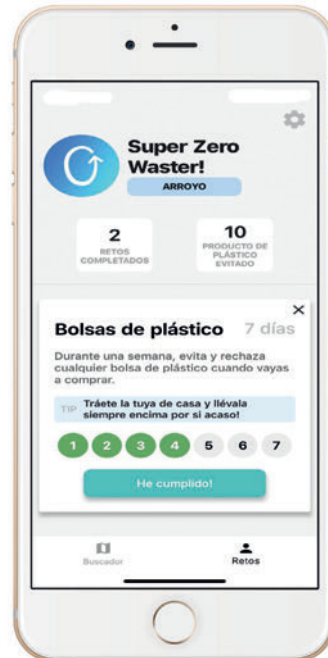 Super Zero
Waster!
ARROYO
2
RETOS
COMPLETADOS
10
PRODUCTO DE
PLÁSTICO
EVITADO
Bolsas de plástico 7 días
Durante una semana, evita y rechaza
cualquier bolsa de plástico cuando vayas
a comprar.
TIP Tráete la tuya de casa y llévala
siempre encima por si acaso!
1 2 3 4 5 6 7
He cumplido!
Buscador
Retos